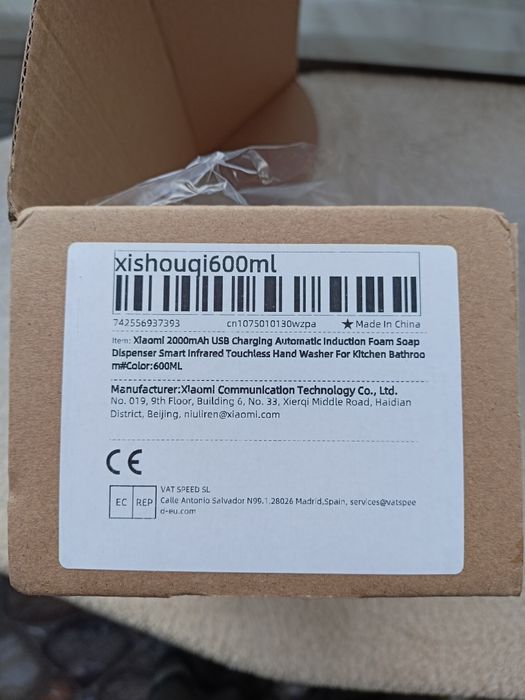 xishouqi600ml
742556937393 cn1075010130wzpa ★ Made In China
Item: Xiaomi 2000mAh USB Charging Automatic Induction Foam Soap
Dispenser Smart Infrared Touchless Hand Washer For Kitchen Bathroo
m#Color:600ML
Manufacturer:Xiaomi Communication Technology Co., Ltd.
No. 019, 9th Floor, Building 6, No. 33, Xierqi Middle Road, Haidian
District, Beijing, niuliren@xiaomi.com
CE
EC REP
VAT SPEED SL
Calle Antonio Salvador N99.1,28026 Madrid,Spain, services@vatspee
d-eu.com